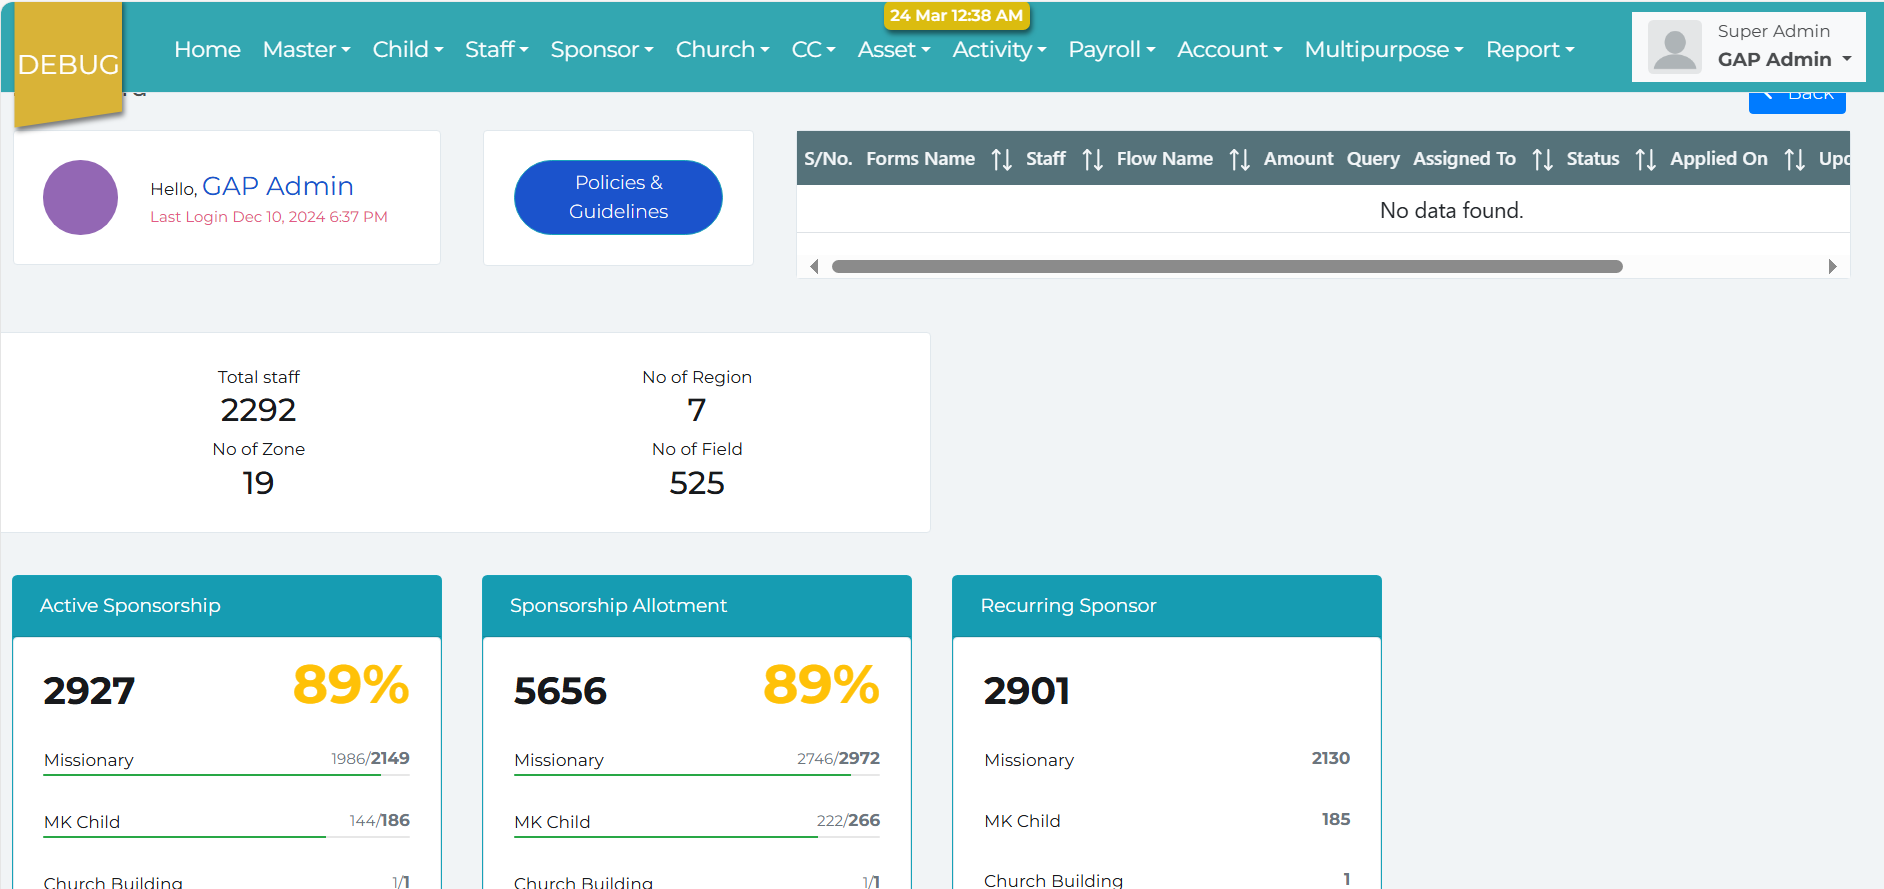 24 Mar 12:38 AM
DEBUG
Home Master Child Staff Sponsor Church CC Asset Activity Payroll Account Multipurpose Report
Super Admin
GAP Admin
Back
Hello, GAP Admin
Last Login Dec 10, 2024 6:37 PM
Policies &
Guidelines
S/No. Forms Name Staff Flow Name Amount Query Assigned To Status Applied On
No data found.
Total staff
2292
No of Region
7
No of Zone
19
No of Field
525
Active Sponsorship
2927 89%
Missionary 1986/2149
MK Child 144/186
Church Building 1/1
Sponsorship Allotment
5656 89%
Missionary 2746/2972
MK Child 222/266
Church Building 1/1
Recurring Sponsor
2901
Missionary 2130
MK Child 185
Church Building 1